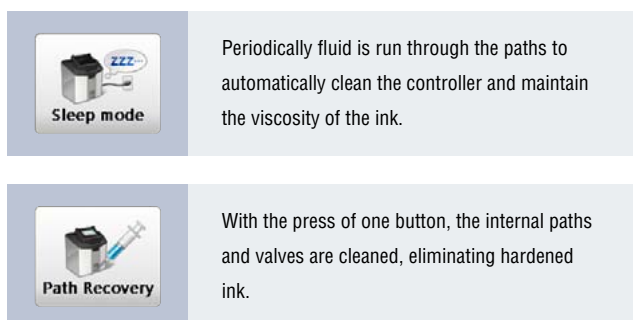 zzz...
Sleep mode
Periodically fluid is run through the paths to
automatically clean the controller and maintain
the viscosity of the ink.
Path Recovery
With the press of one button, the internal paths
and valves are cleaned, eliminating hardened
ink.